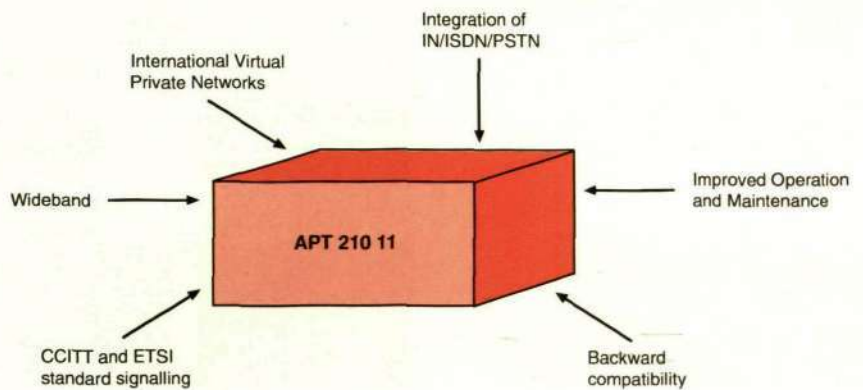 Integration of
IN/ISDN/PSTN
International Virtual
Private Networks
Wideband
Improved Operation
and Maintenance
APT 210 11
CCITT and ETSI
standard signalling
Backward
compatibility